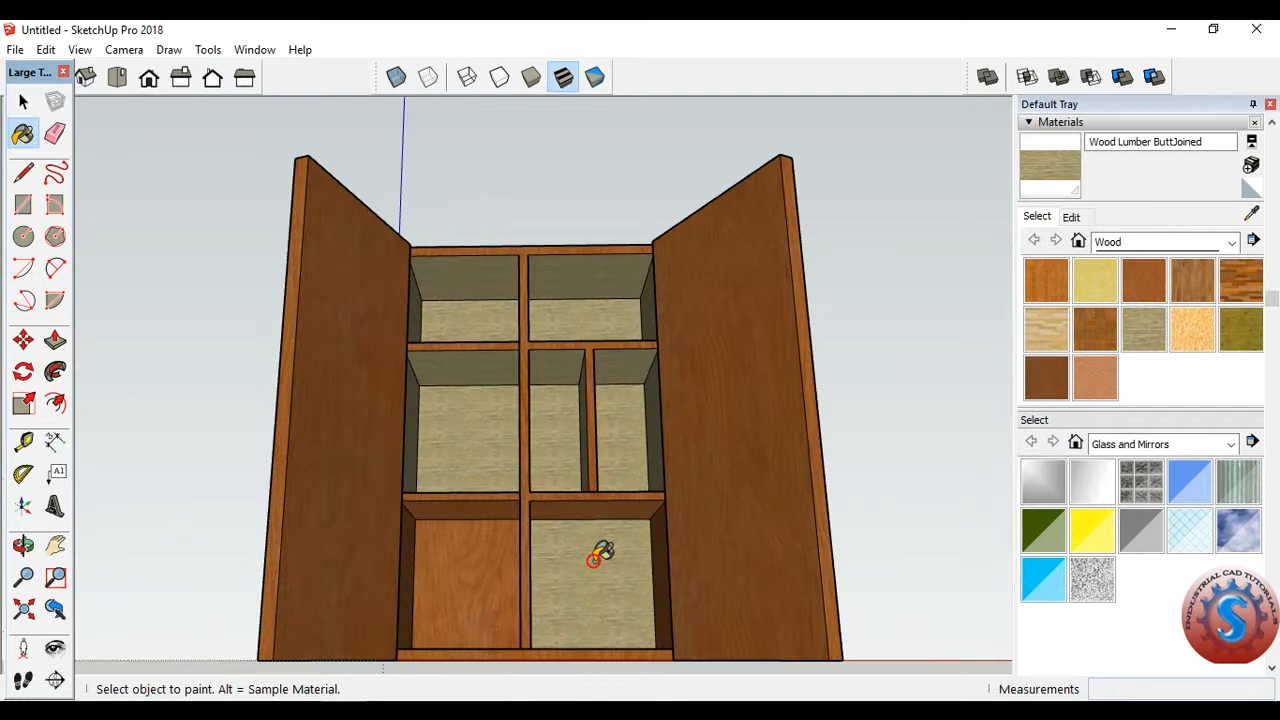 Untitled - SketchUp Pro 2018
File Edit View Camera Draw Tools Window Help
Large T...
Default Tray
Materials
Wood Lumber ButtJoined
Select Edit
Wood
Select
Glass and Mirrors
A1
INDUSTRIAL CAD TUTORIALS
S
Select object to paint. Alt = Sample Material.
Measurements